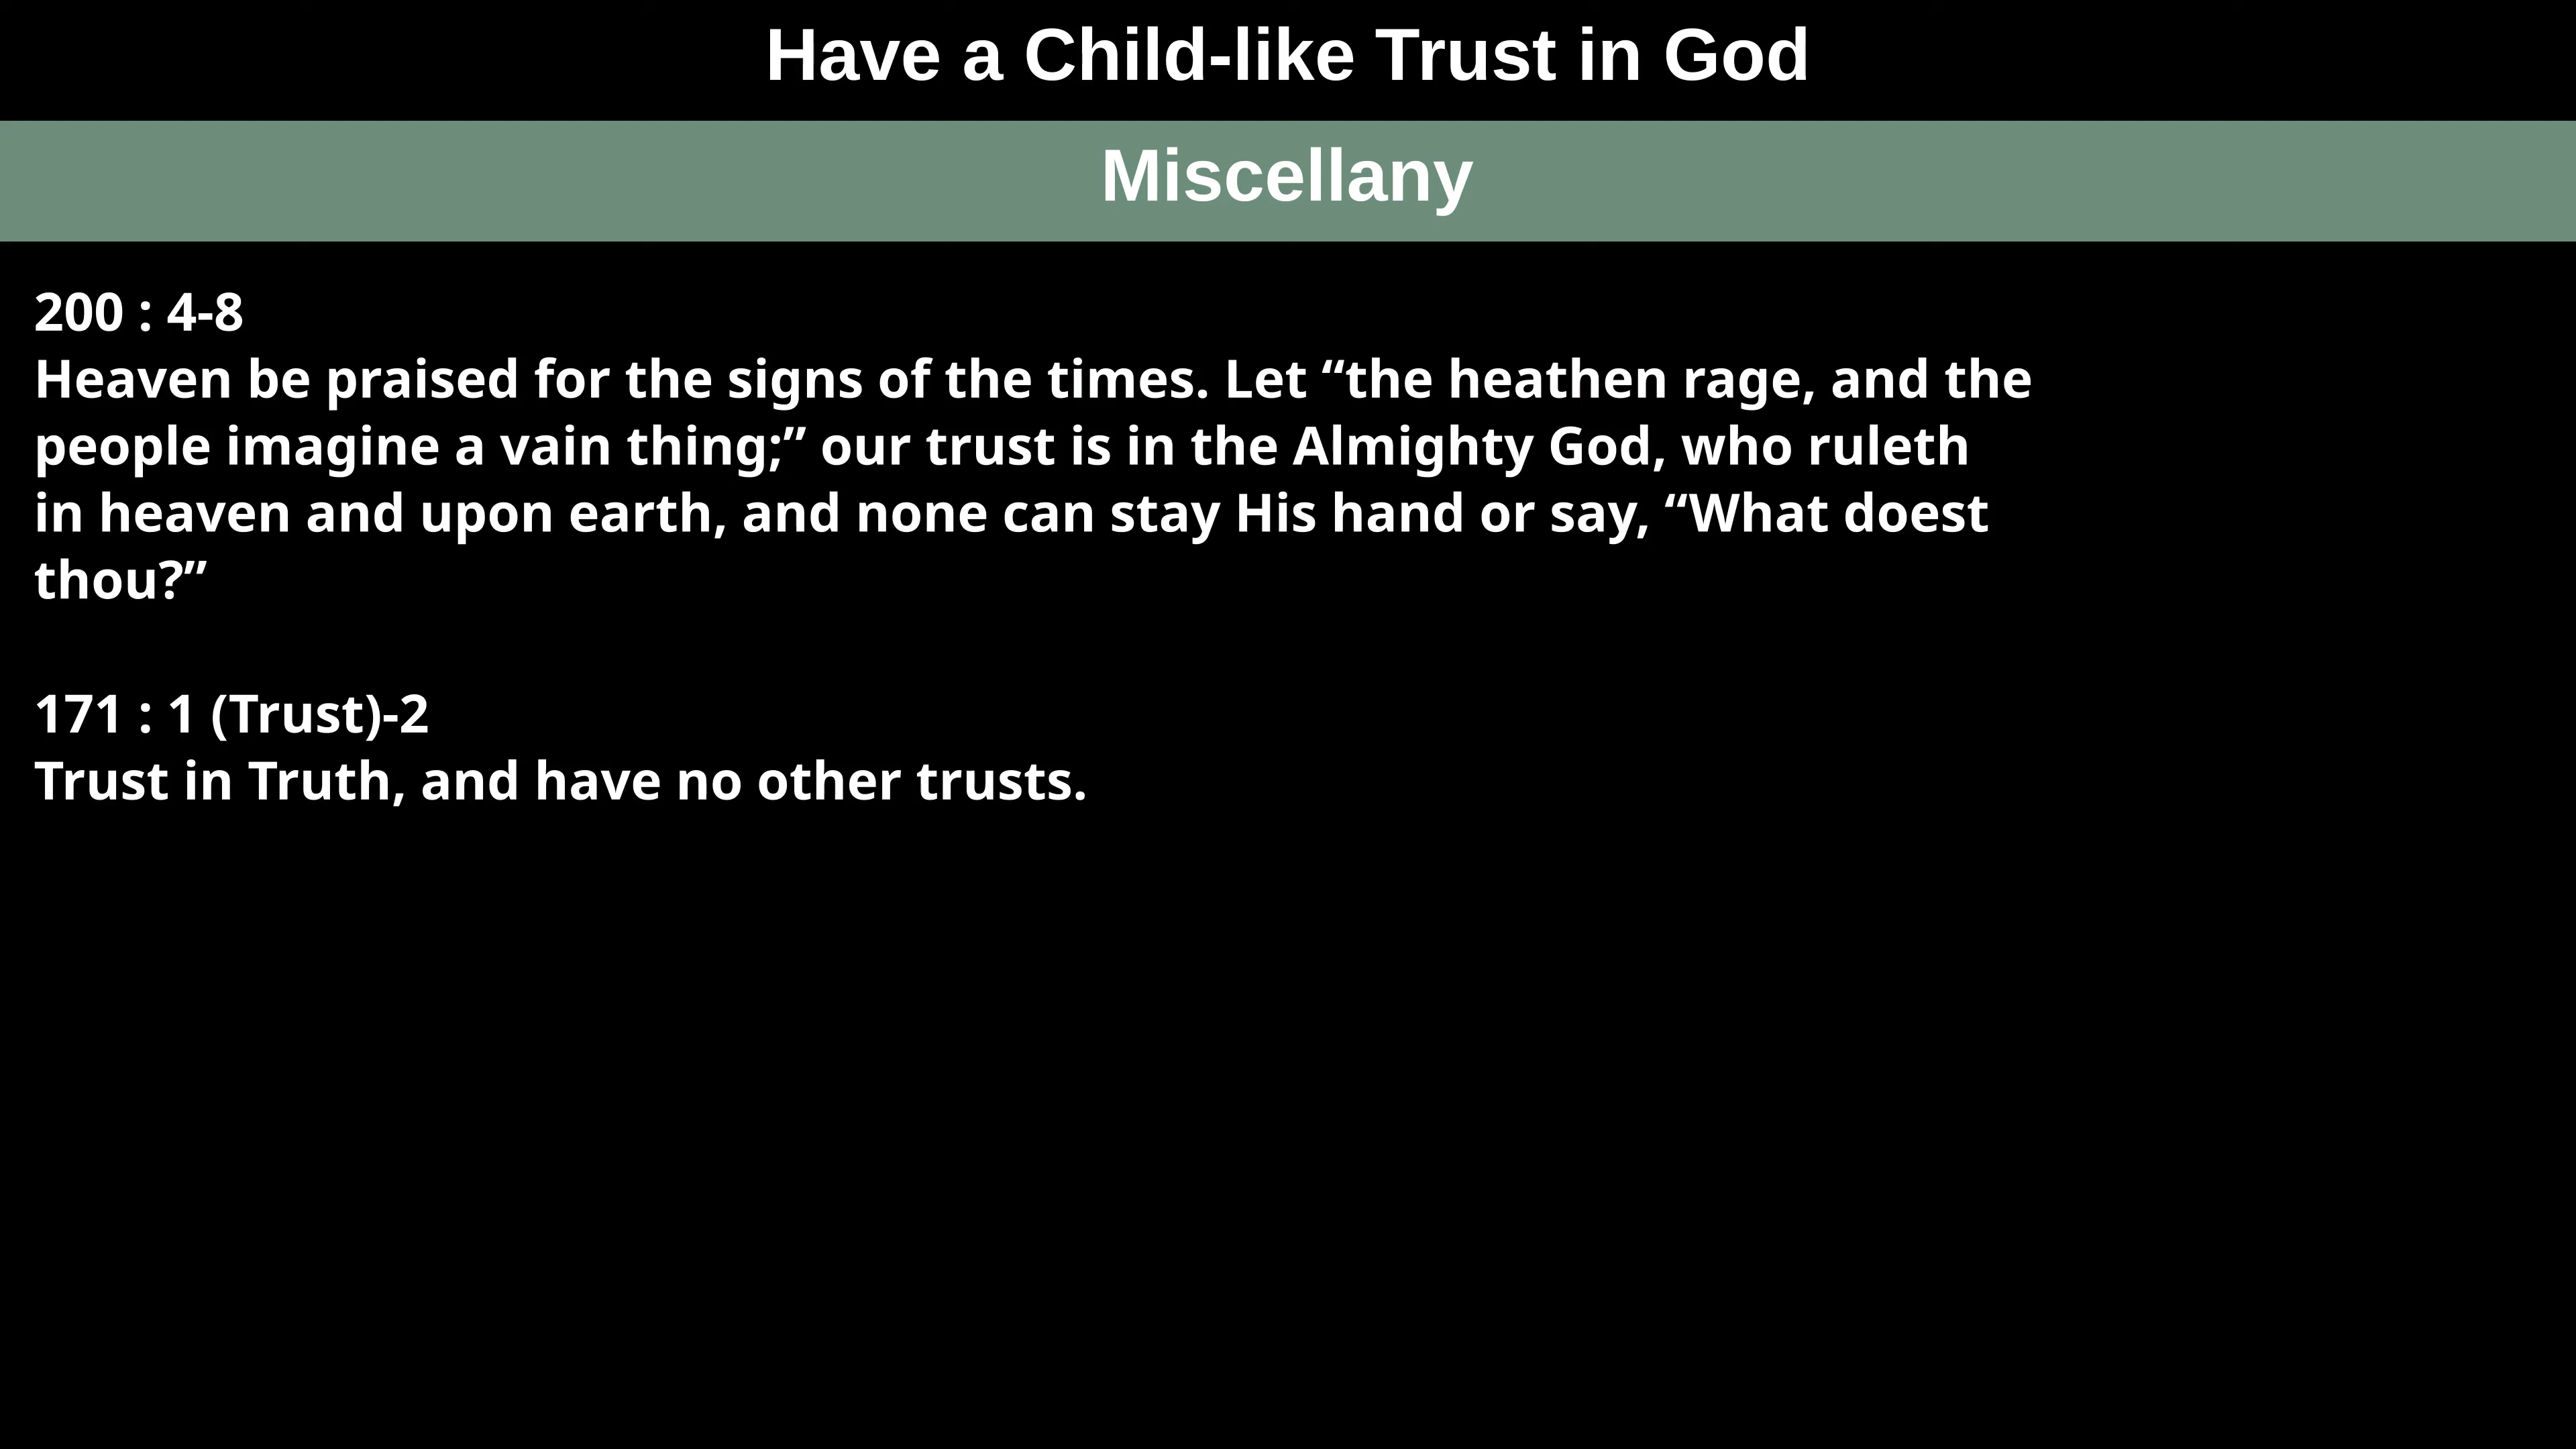 Have a Child-like Trust in God
Miscellany
200 : 4-8
Heaven be praised for the signs of the times. Let “the heathen rage, and the
people imagine a vain thing;” our trust is in the Almighty God, who ruleth
in heaven and upon earth, and none can stay His hand or say, “What doest
thou?”
171 : 1 (Trust)-2
Trust in Truth, and have no other trusts.